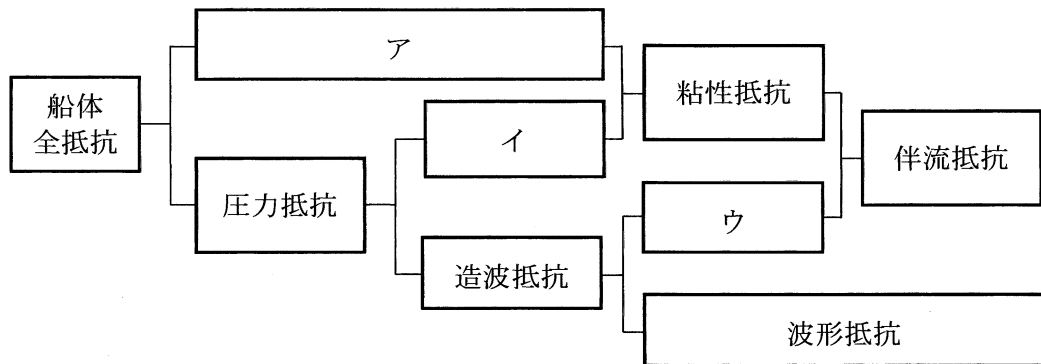 船体
全抵抗
ア
圧力抵抗
イ
造波抵抗
粘性抵抗
ウ
波形抵抗
伴流抵抗